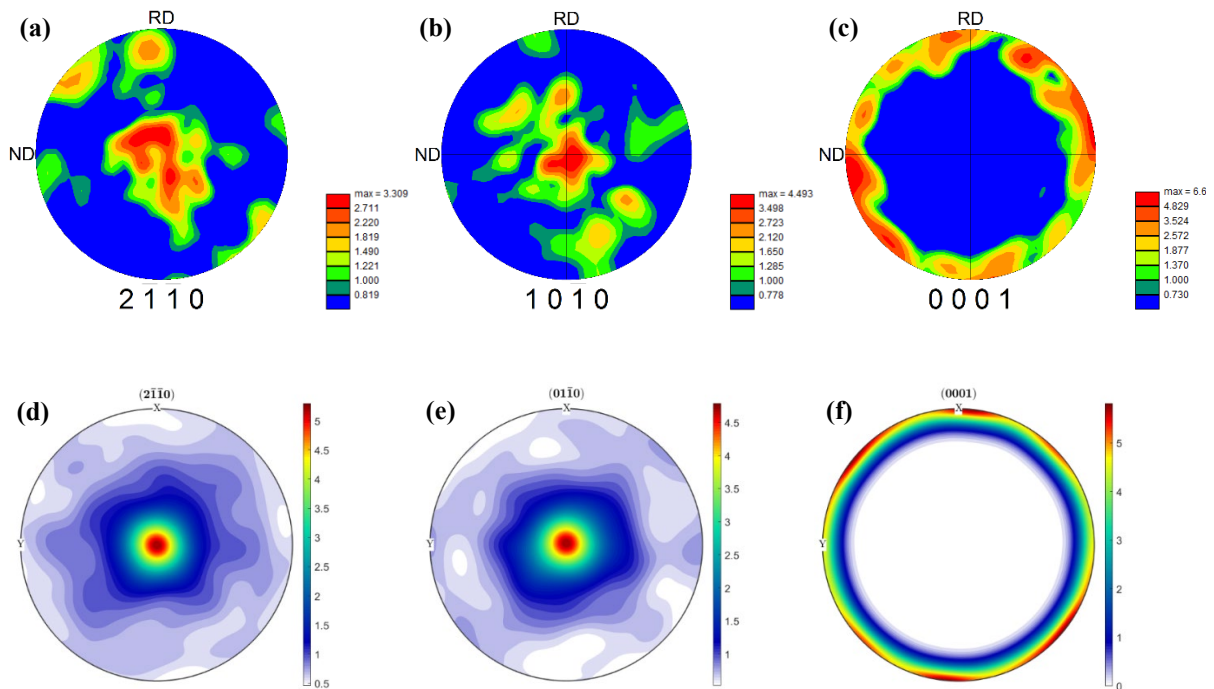 (a)
RD
ND
max = 3.309
2.711
2.220
1.819
1.490
1.221
1.000
0.819
2 1̅ 1̅ 0
(b)
RD
ND
max = 4.493
3.498
2.723
2.120
1.650
1.285
1.000
0.778
1 0 1̅ 0
(c)
RD
ND
max = 6.6
4.829
3.524
2.572
1.877
1.370
1.000
0.730
0 0 0 1
(d)
(21̅1̅0)
X
Y
5
4.5
4
3.5
3
2.5
2
1.5
1
0.5
(e)
(011̅0)
X
Y
4.5
4
3.5
3
2.5
2
1.5
1
(f)
(0001)
X
Y
5
4
3
2
1
0